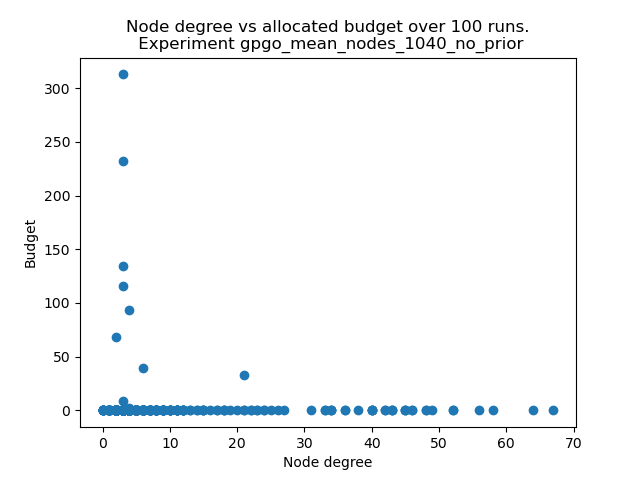 Node degree vs allocated budget over 100 runs.
Experiment gpgo_mean_nodes_1040_no_prior
300
250
200
150
100
50
0
Budget
0 10 20 30 40 50 60 70
Node degree